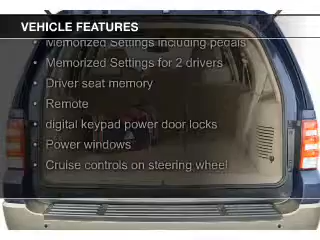 VEHICLE FEATURES
• Memorized Settings including pedals
• Memorized Settings for 2 drivers
• Driver seat memory
• Remote
• digital keypad power door locks
• Power windows
• Cruise controls on steering wheel